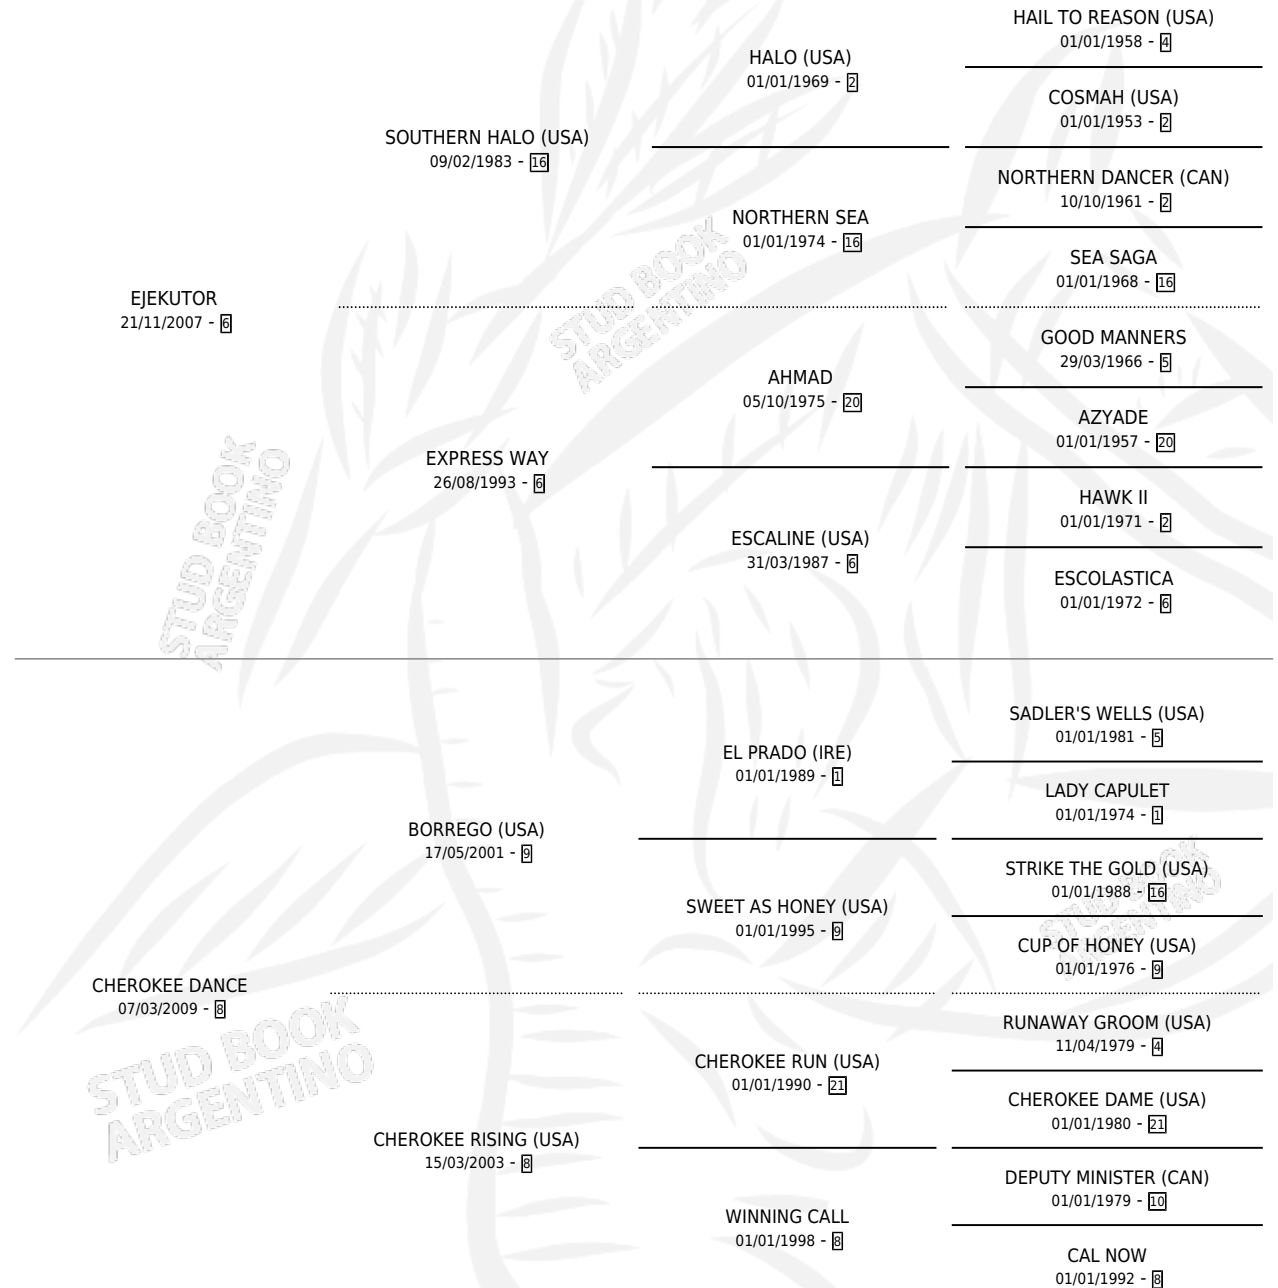 HAIL TO REASON (USA)
01/01/1958 - 4
HALO (USA)
01/01/1969 - 2
COSMAH (USA)
01/01/1953 - 2
SOUTHERN HALO (USA)
09/02/1983 - 16
NORTHERN DANCER (CAN)
10/10/1961 - 2
NORTHERN SEA
01/01/1974 - 16
SEA SAGA
01/01/1968 - 16
EJEKUTOR
21/11/2007 - 6
GOOD MANNERS
29/03/1966 - 5
AHMAD
05/10/1975 - 20
AZYADE
01/01/1957 - 20
EXPRESS WAY
26/08/1993 - 6
HAWK II
01/01/1971 - 2
ESCALINE (USA)
31/03/1987 - 6
ESCOLASTICA
01/01/1972 - 6
STUD BOOK
ARGENTINO
STUD BOOK
ARGENTINO
SADLER'S WELLS (USA)
01/01/1981 - 5
EL PRADO (IRE)
01/01/1989 - 1
LADY CAPULET
01/01/1974 - 1
BORREGO (USA)
17/05/2001 - 9
STRIKE THE GOLD (USA)
01/01/1988 - 16
SWEET AS HONEY (USA)
01/01/1995 - 9
CUP OF HONEY (USA)
01/01/1976 - 9
STUD BOOK
ARGENTINO
CHEROKEE DANCE
07/03/2009 - 8
RUNAWAY GROOM (USA)
11/04/1979 - 4
CHEROKEE RUN (USA)
01/01/1990 - 21
CHEROKEE DAME (USA)
01/01/1980 - 21
STUD BOOK
ARGENTINO
CHEROKEE RISING (USA)
15/03/2003 - 8
DEPUTY MINISTER (CAN)
01/01/1979 - 10
WINNING CALL
01/01/1998 - 8
CAL NOW
01/01/1992 - 8